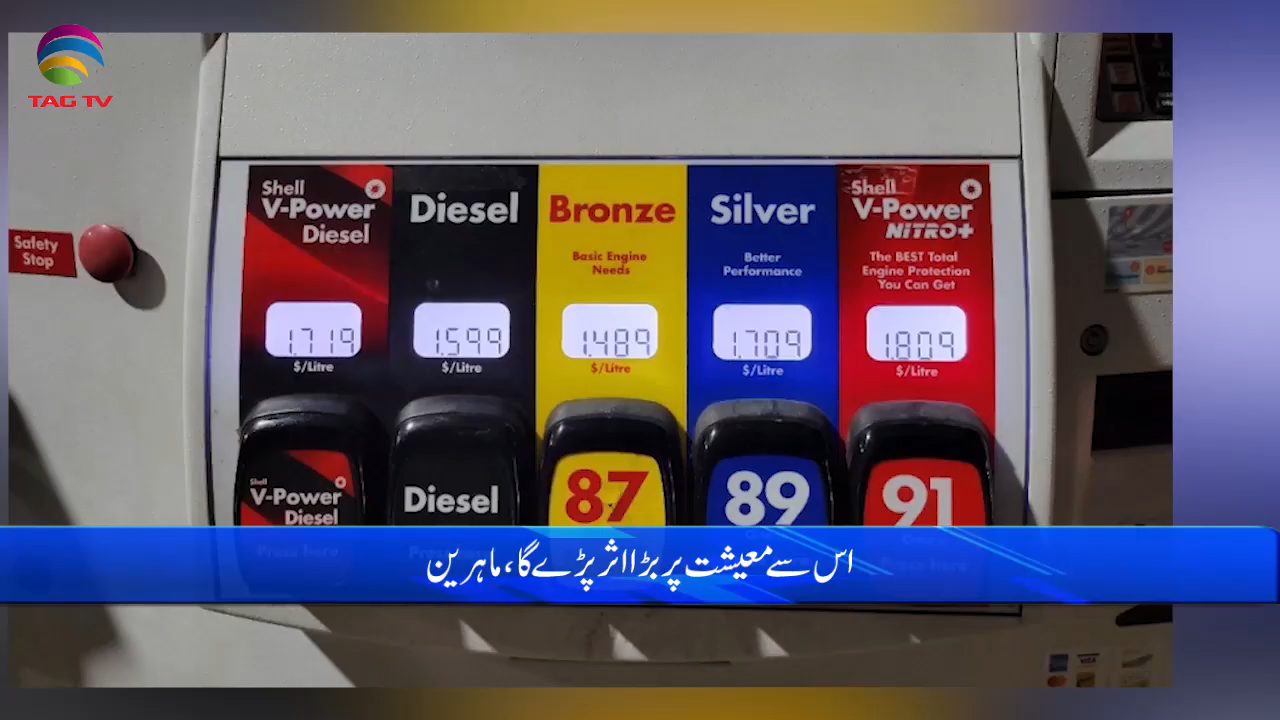 TAG TV
Safety
Stop
Shell
V-Power
Diesel
1.719
$/Litre
Diesel
1.599
$/Litre
Bronze
Basic Engine
Needs
1.489
$/Litre
Silver
Better
Performance
1.709
$/Litre
Shell
V-Power
NiTRO+
The BEST Total
Engine Protection
You Can Get
1.809
$/Litre
Shell
V-Power
Diesel
Diesel
87
89
91
اس سے معیشت پر بڑا اثر پڑے گا، ماہرین
VISA